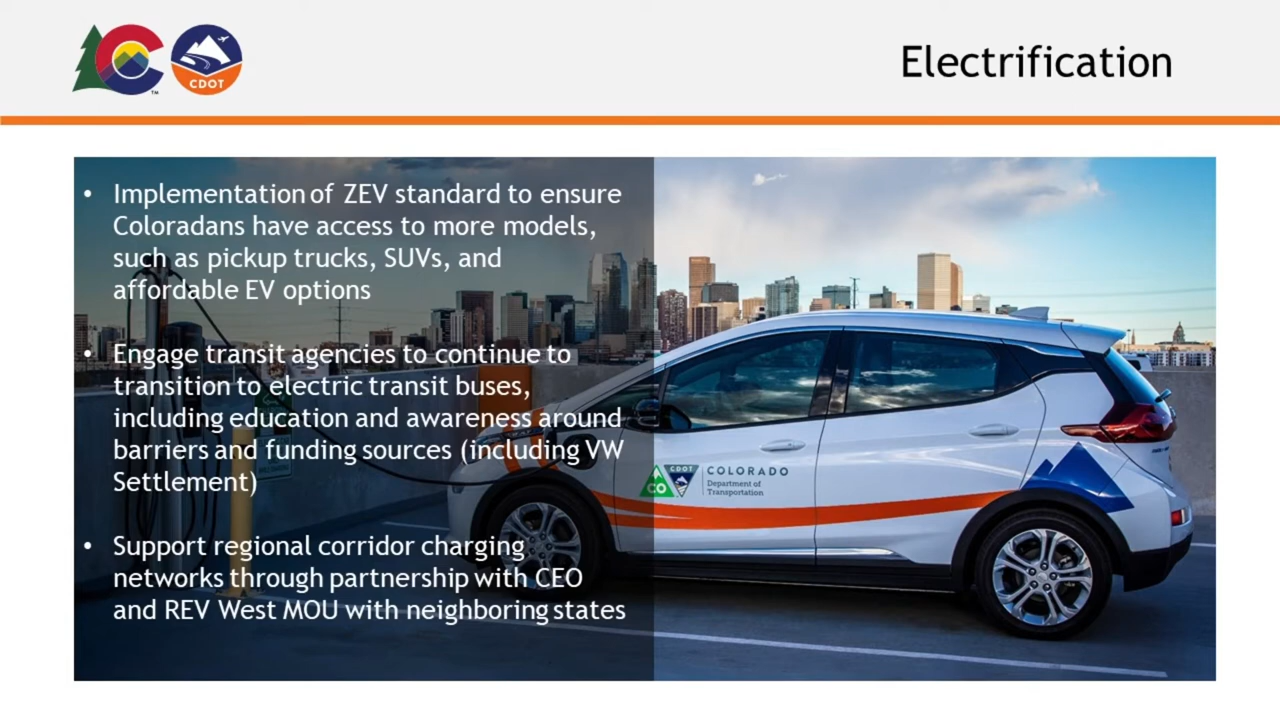 CDOT
TM
Electrification
• Implementation of ZEV standard to ensure
Coloradans have access to more models,
such as pickup trucks, SUVs, and
affordable EV options
• Engage transit agencies to continue to
transition to electric transit buses,
including education and awareness around
barriers and funding sources (including VW
Settlement)
• Support regional corridor charging
networks through partnership with CEO
and REV West MOU with neighboring states
CO
CDOT
COLORADO
Department of
Transportation